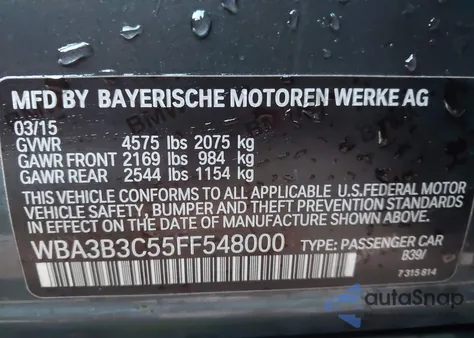 MFD BY BAYERISCHE MOTOREN WERKE AG
03/15
GVWR 4575 lbs 2075 kg
GAWR FRONT 2169 lbs 984 kg
GAWR REAR 2544 lbs 1154 kg
THIS VEHICLE CONFORMS TO ALL APPLICABLE U.S.FEDERAL MOTOR
VEHICLE SAFETY, BUMPER AND THEFT PREVENTION STANDARDS
IN EFFECT ON THE DATE OF MANUFACTURE SHOWN ABOVE.
WBA3B3C55FF548000 TYPE: PASSENGER CAR
B39/
7 315 814
autoSnap